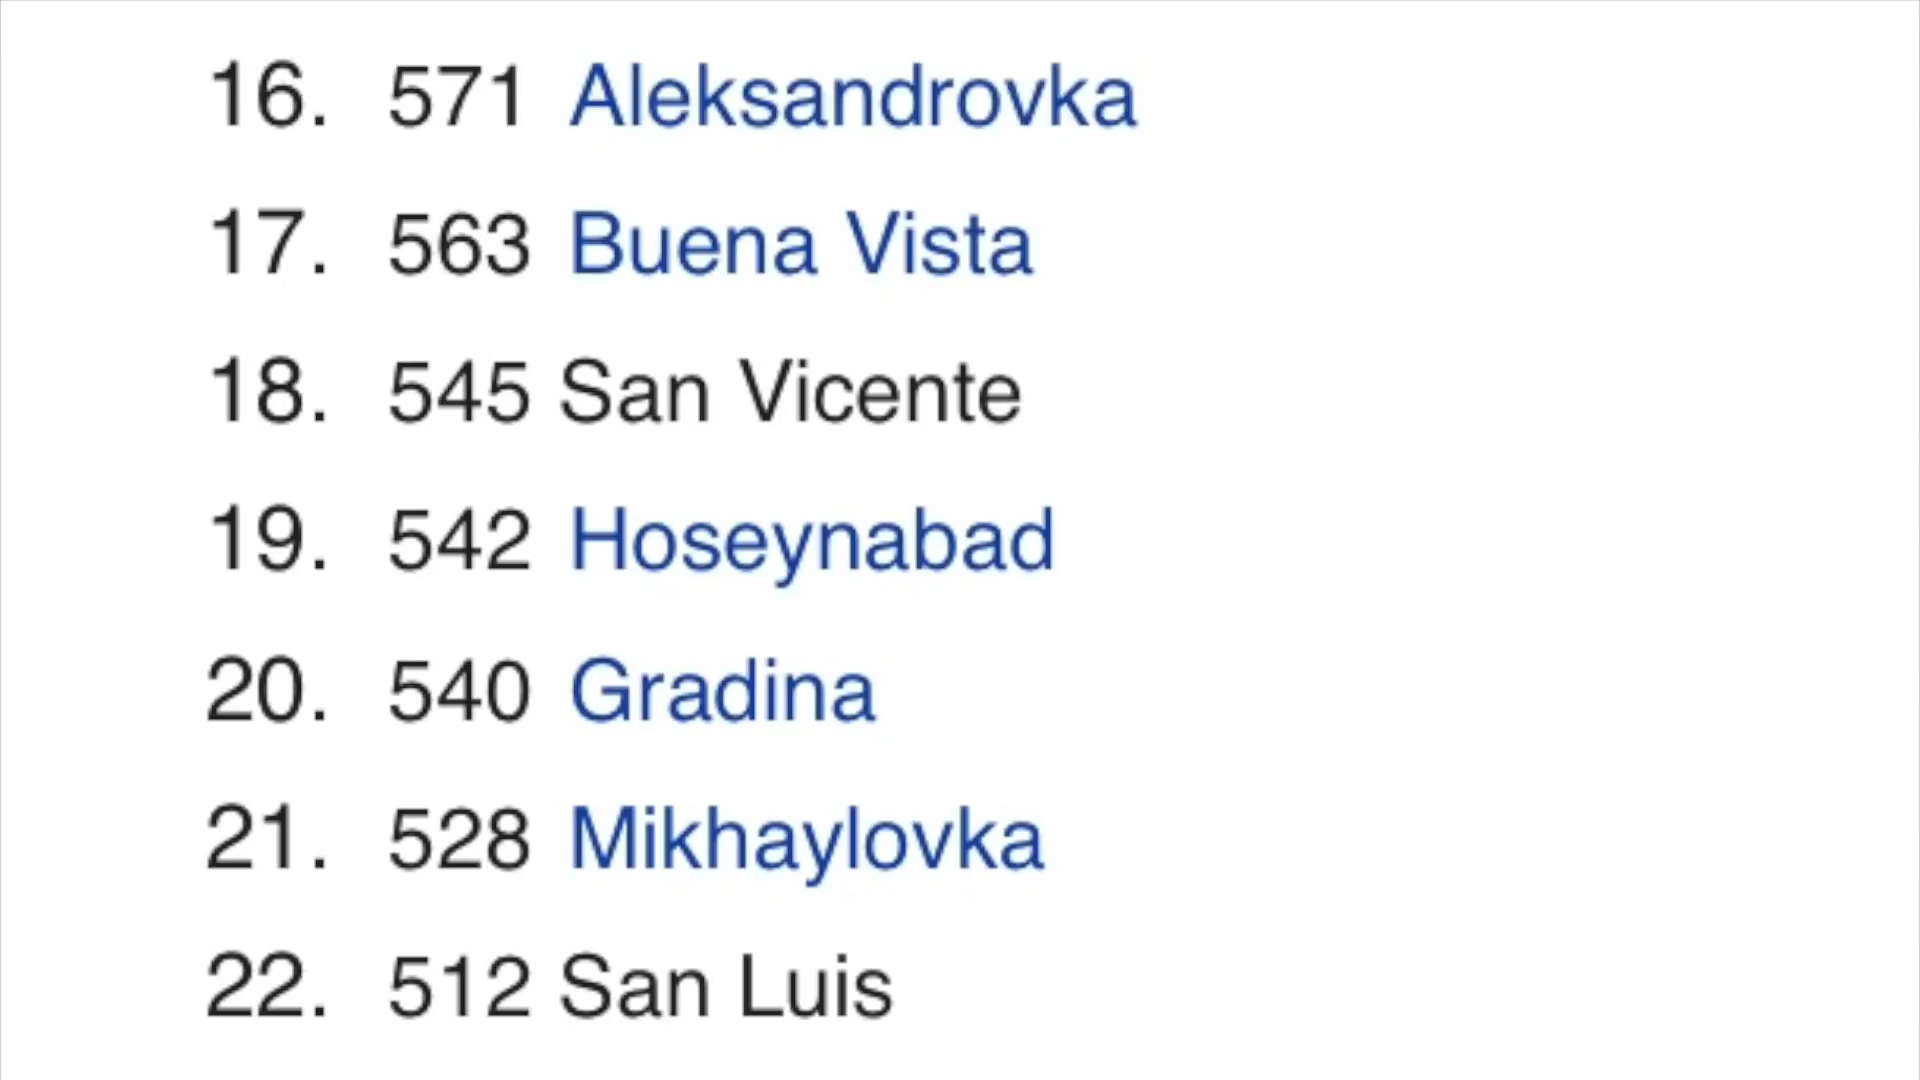 16. 571 Aleksandrovka
17. 563 Buena Vista
18. 545 San Vicente
19. 542 Hoseynabad
20. 540 Gradina
21. 528 Mikhaylovka
22. 512 San Luis